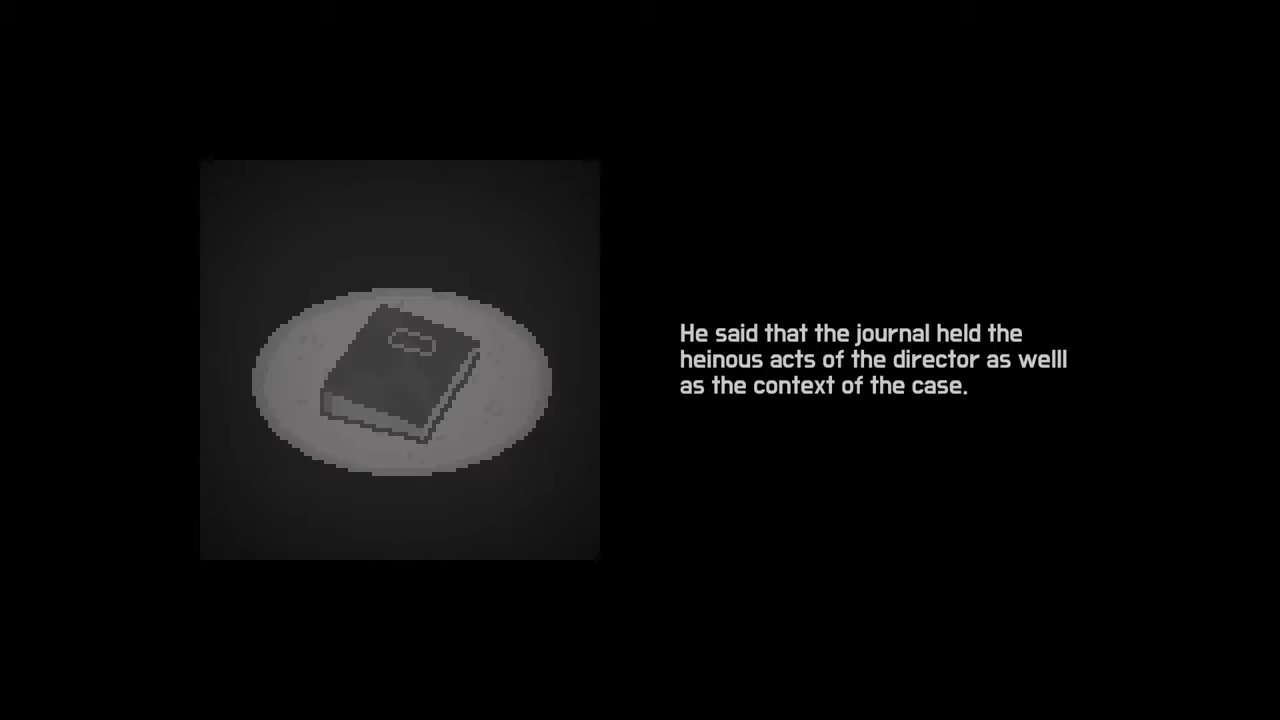 He said that the journal held the
heinous acts of the director as welll
as the context of the case.